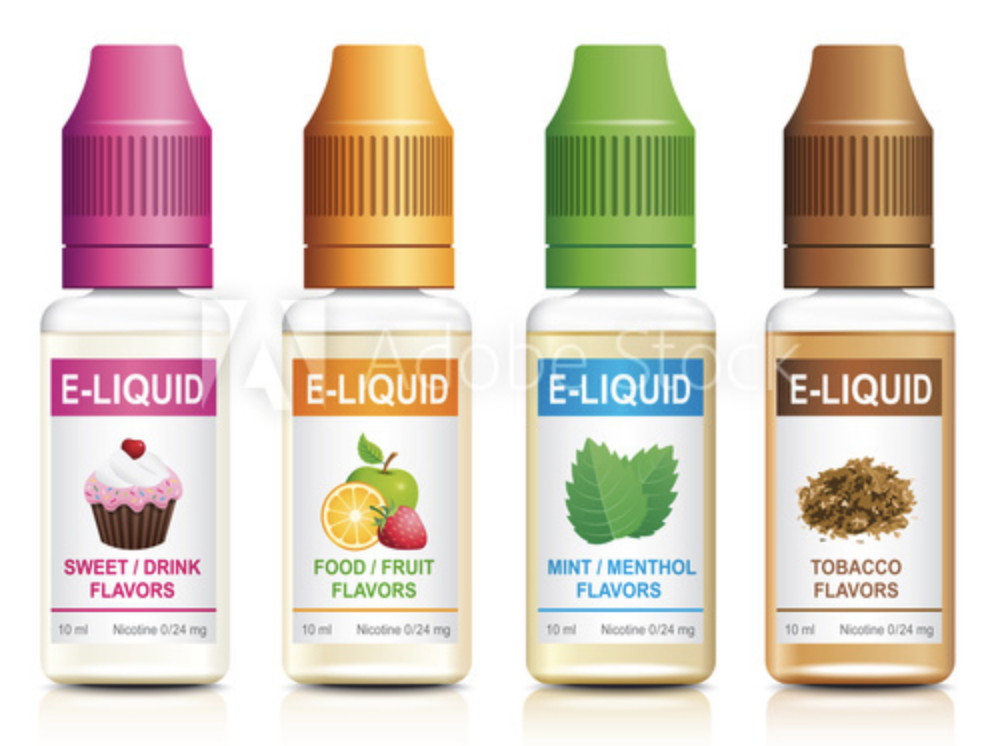 E-LIQUID
SWEET / DRINK
FLAVORS
10 ml Nicotine 0/24 mg
E-LIQUID
FOOD / FRUIT
FLAVORS
10 ml Nicotine 0/24 mg
E-LIQUID
MINT / MENTHOL
FLAVORS
10 ml Nicotine 0/24 mg
E-LIQUID
TOBACCO
FLAVORS
10 ml Nicotine 0/24 mg
Adobe Stock